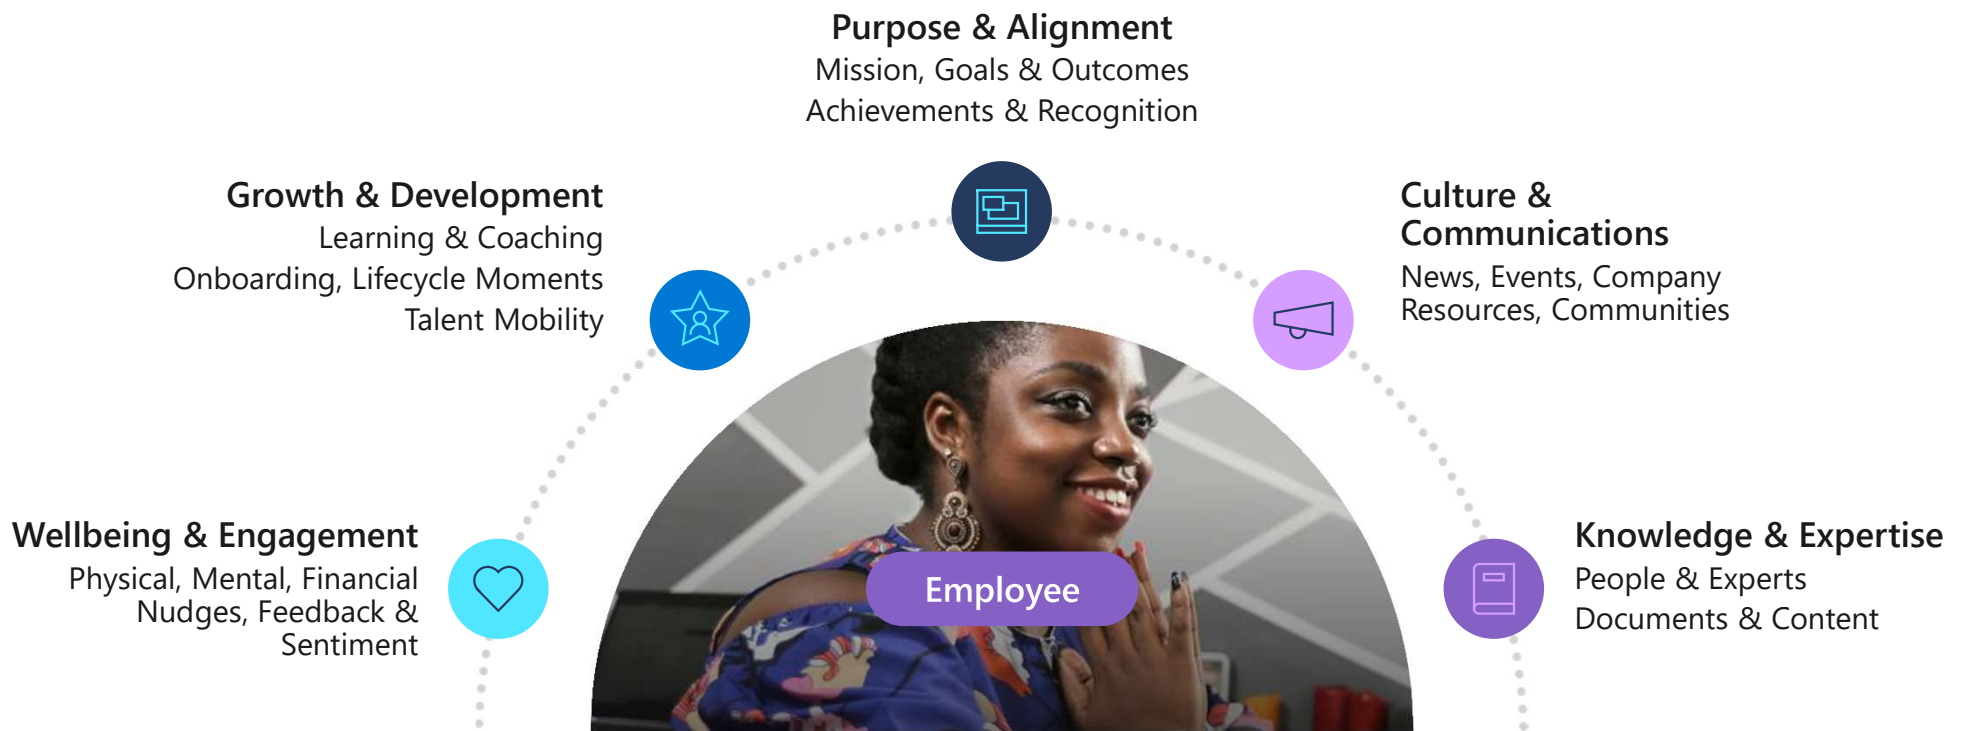 Purpose & Alignment
Mission, Goals & Outcomes
Achievements & Recognition
Growth & Development
Learning & Coaching
Onboarding, Lifecycle Moments
Talent Mobility
Culture &
Communications
News, Events, Company
Resources, Communities
Wellbeing & Engagement
Physical, Mental, Financial
Nudges, Feedback &
Sentiment
Employee
Knowledge & Expertise
People & Experts
Documents & Content